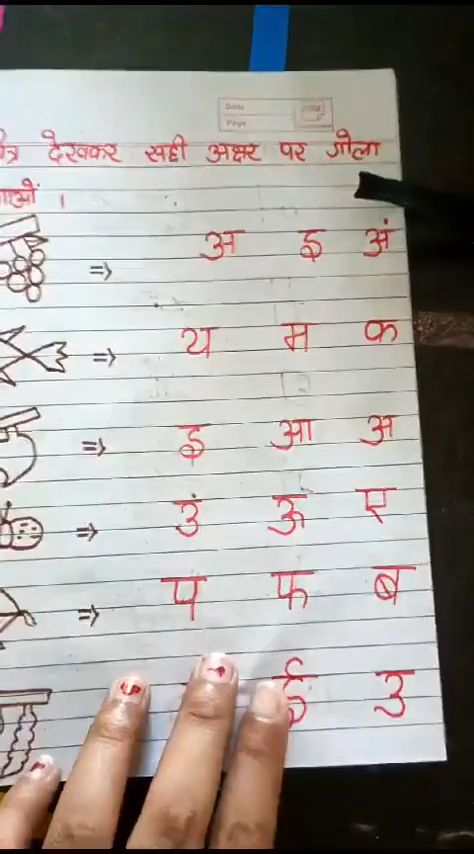 देखकर सही अक्षर पर गोला
।
⇒ अ इ अं
⇒ य म क
⇒ इ आ अ
⇒ उं ऊ ए
⇒ प फ ब
ई उ